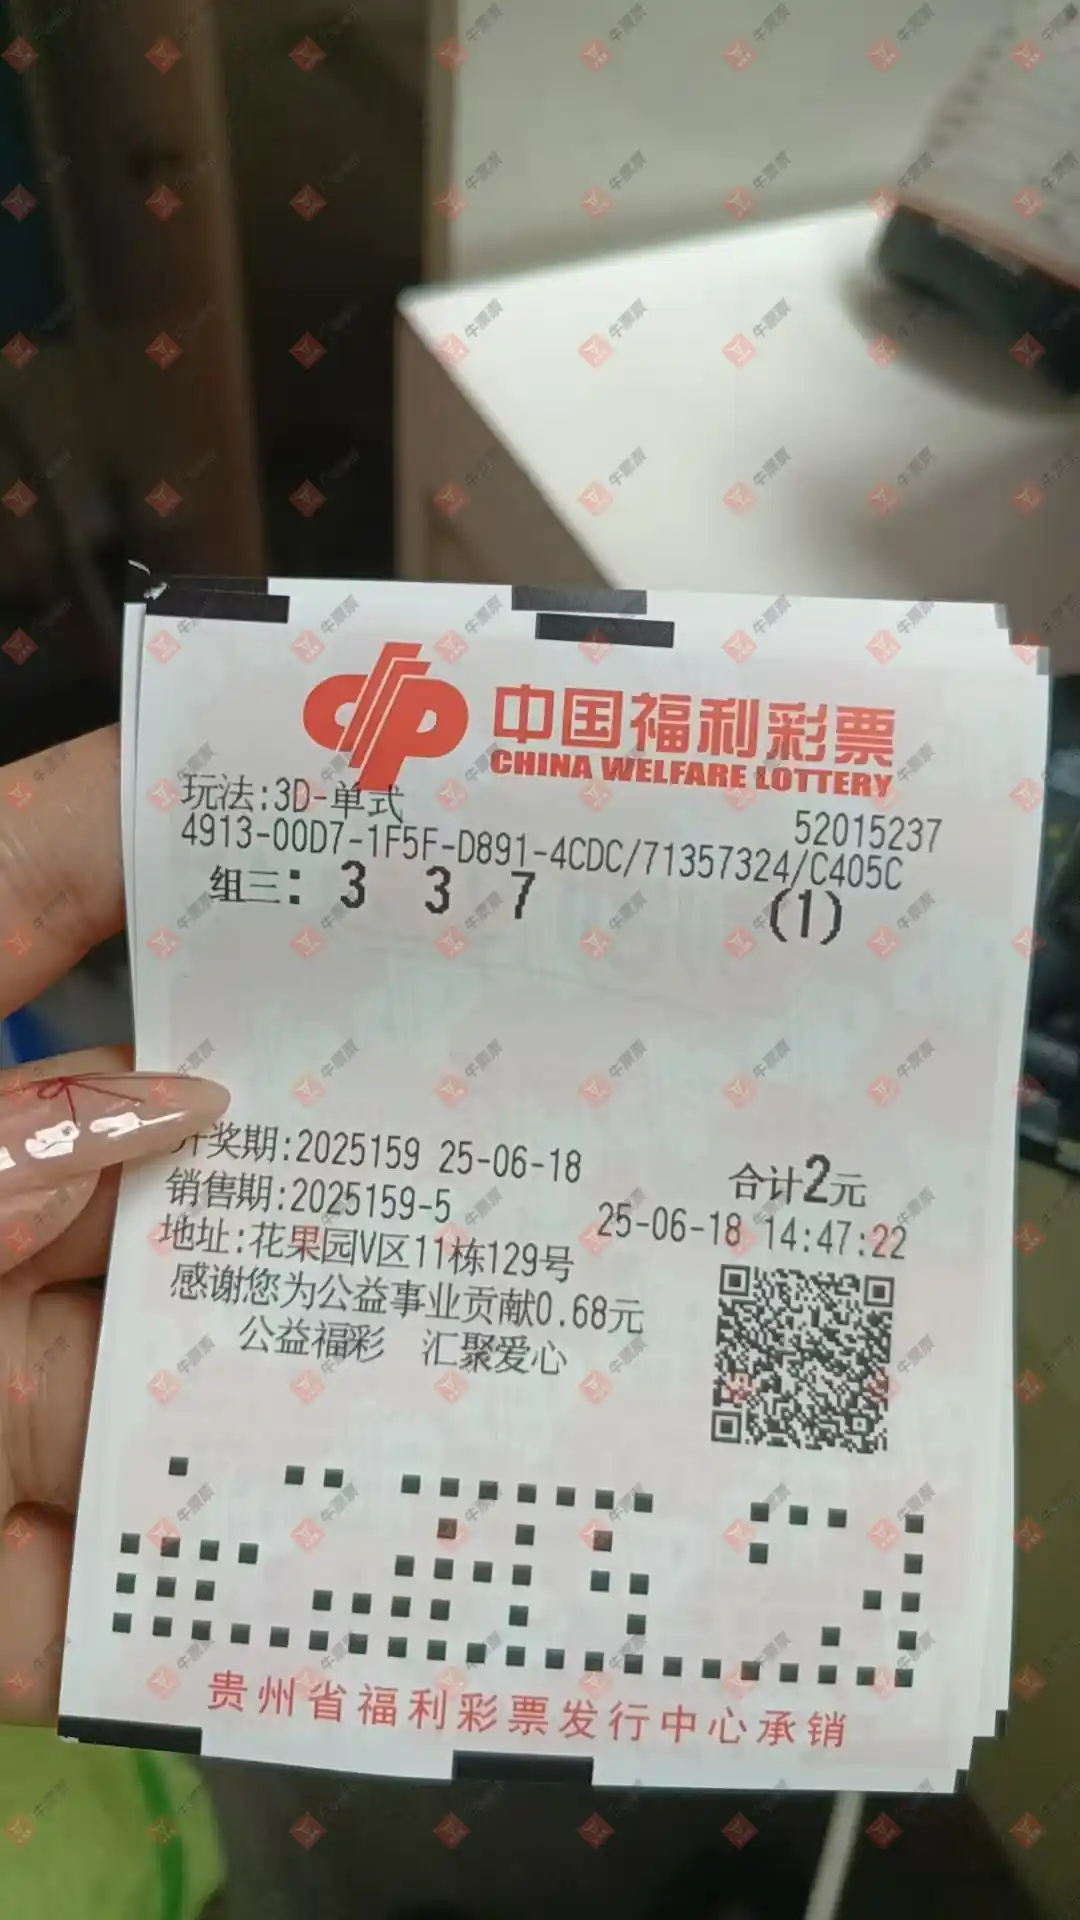 中国福利彩票
CHINA WELFARE LOTTERY
玩法:3D-单式
52015237
4913-00D7-1F5F-D891-4CDC/71357324/C405C
组三: 3 3 7 (1)
奖期:2025159 25-06-18
合计2元
销售期:2025159-5
25-06-18 14:47:22
地址:花果园V区11栋129号
感谢您为公益事业贡献0.68元
公益福彩 汇聚爱心
贵州省福利彩票发行中心承销
牛票票